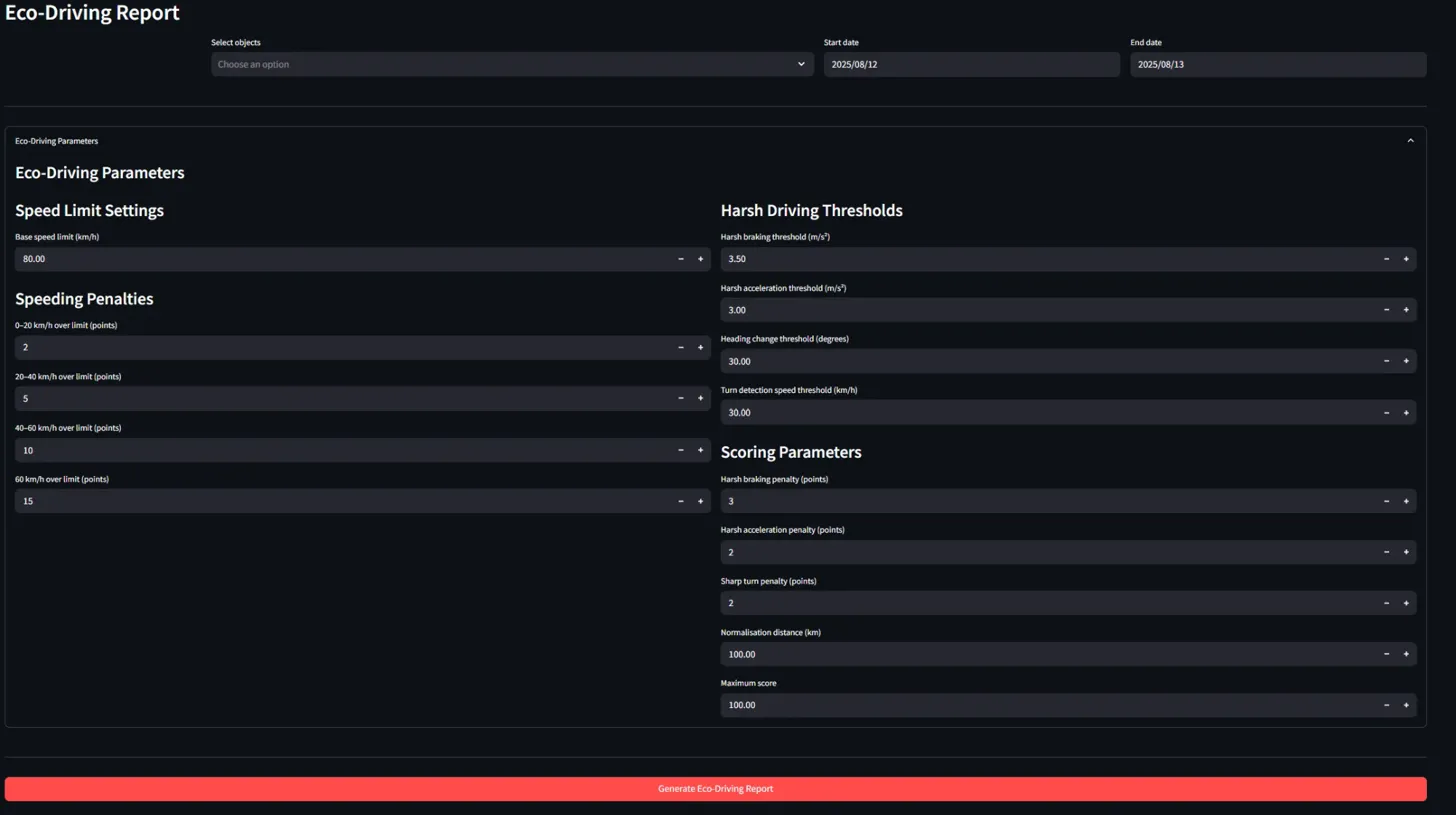 Eco-Driving Report
Select objects
Choose an option
Start date
2025/08/12
End date
2025/08/13
Eco-Driving Parameters
Eco-Driving Parameters
Speed Limit Settings
Base speed limit (km/h)
80.00
Speeding Penalties
0–20 km/h over limit (points)
2
20–40 km/h over limit (points)
5
40–60 km/h over limit (points)
10
60 km/h over limit (points)
15
Harsh Driving Thresholds
Harsh braking threshold (m/s²)
3.50
Harsh acceleration threshold (m/s²)
3.00
Heading change threshold (degrees)
30.00
Turn detection speed threshold (km/h)
30.00
Scoring Parameters
Harsh braking penalty (points)
3
Harsh acceleration penalty (points)
2
Sharp turn penalty (points)
2
Normalisation distance (km)
100.00
Maximum score
100.00
Generate Eco-Driving Report